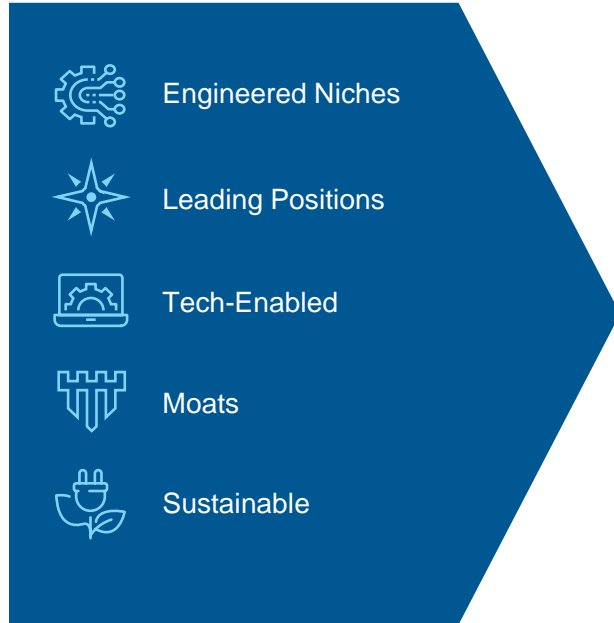 Engineered Niches
Leading Positions
Tech-Enabled
Moats
Sustainable